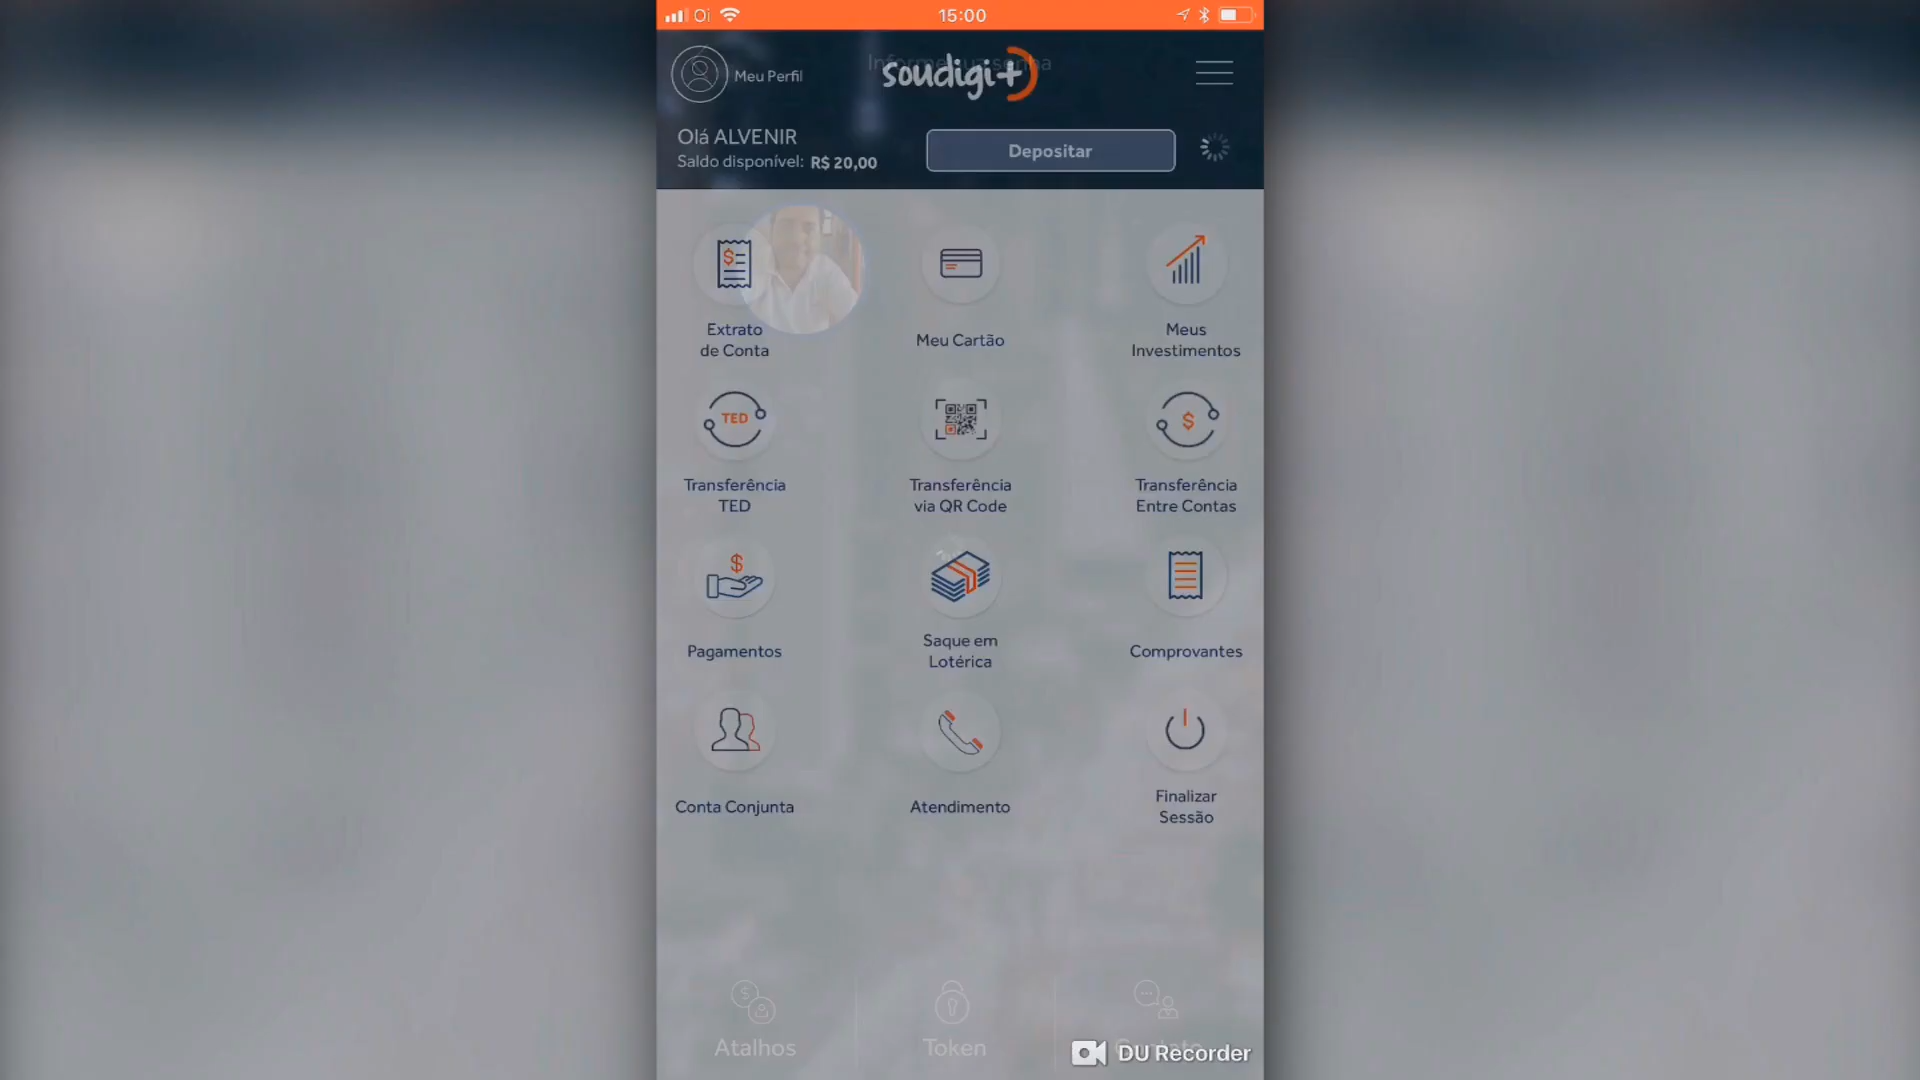 Oi 15:00
Meu Perfil
soudigi+
Olá ALVENIR
Saldo disponível: R$ 20,00
Depositar
Extrato
de Conta
Meu Cartão
Meus
Investimentos
TED
Transferência
TED
Transferência
via QR Code
Transferência
Entre Contas
Pagamentos
Saque em
Lotérica
Comprovantes
Conta Conjunta
Atendimento
Finalizar
Sessão
Atalhos
Token
DU Recorder